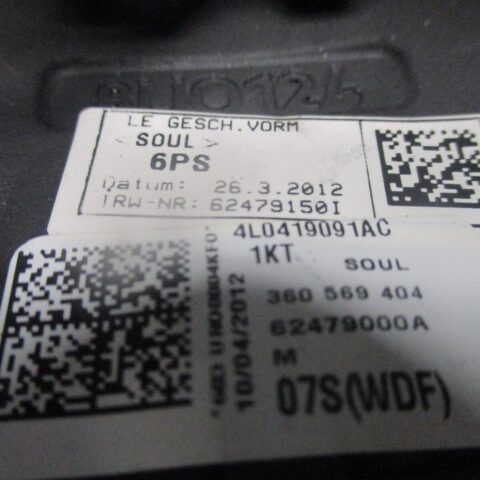 LE GESCH.VORM
<SOUL>
6PS
Datum: 26.3.2012
TRW-NR: 62479150I
4L0419091AC
1KT SOUL
360 569 404
62479000A
M
07S(WDF)
10/04/2012